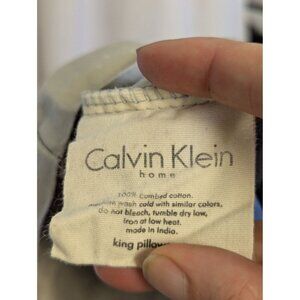 Calvin Klein
home
100% combed cotton.
wash cold with similar colors,
do not bleach, tumble dry low,
iron at low heat.
made in India.
king